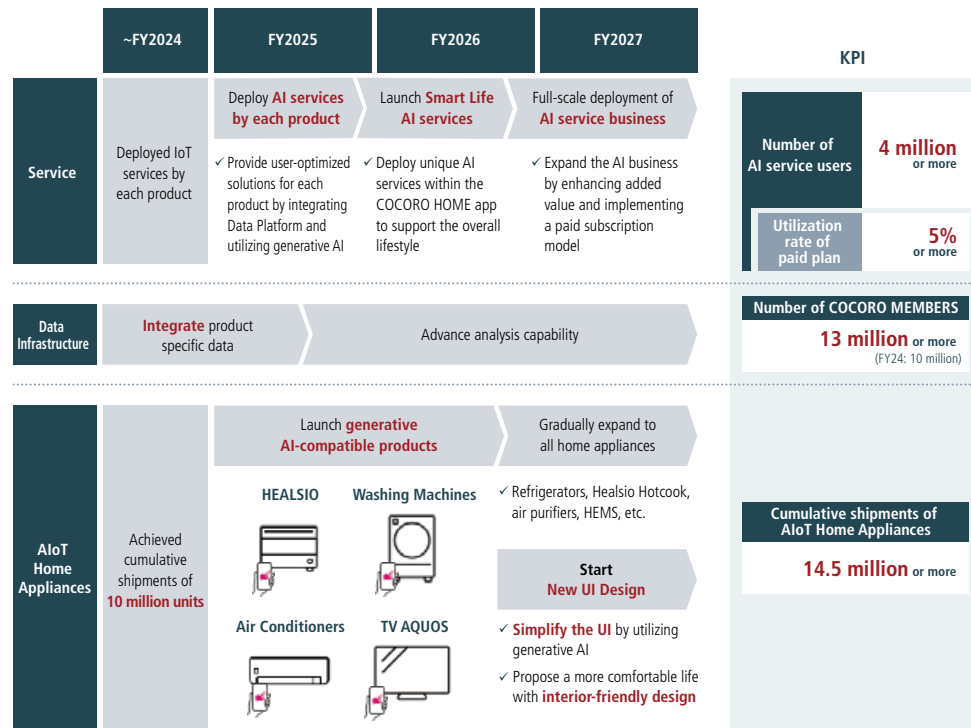 ~FY2024
FY2025
FY2026
FY2027
KPI
Service
Deployed IoT
services by
each product
Deploy AI services
by each product
✓ Provide user-optimized
solutions for each
product by integrating
Data Platform and
utilizing generative AI
Launch Smart Life
AI services
✓ Deploy unique AI
services within the
COCORO HOME app
to support the overall
lifestyle
Full-scale deployment of
AI service business
✓ Expand the AI business
by enhancing added
value and implementing
a paid subscription
model
Number of
AI service users
4 million
or more
Utilization
rate of
paid plan
5%
or more
Data
Infrastructure
Integrate product
specific data
Advance analysis capability
Number of COCORO MEMBERS
13 million or more
(FY24: 10 million)
AIoT
Home
Appliances
Achieved
cumulative
shipments of
10 million units
Launch generative
AI-compatible products
HEALSIO
Washing Machines
Air Conditioners
TV AQUOS
Gradually expand to
all home appliances
✓ Refrigerators, Healsio Hotcook,
air purifiers, HEMS, etc.
Start
New UI Design
✓ Simplify the UI by utilizing
generative AI
✓ Propose a more comfortable life
with interior-friendly design
Cumulative shipments of
AIoT Home Appliances
14.5 million or more